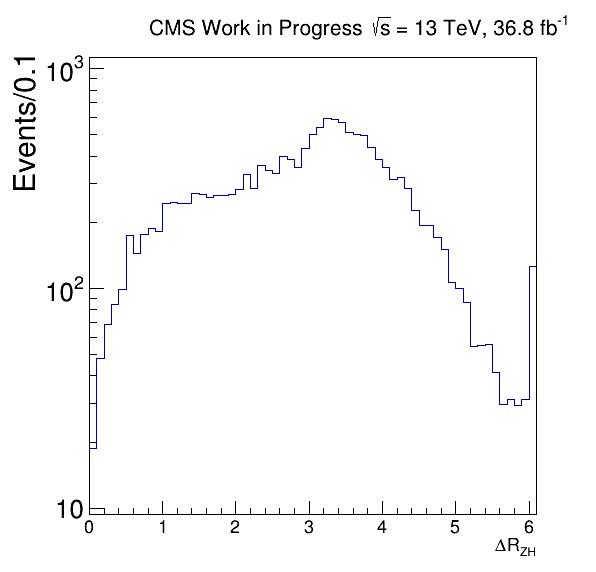 CMS Work in Progress √s = 13 TeV, 36.8 fb⁻¹
Events/0.1
10³
10²
10
0 1 2 3 4 5 6
ΔR_ZH